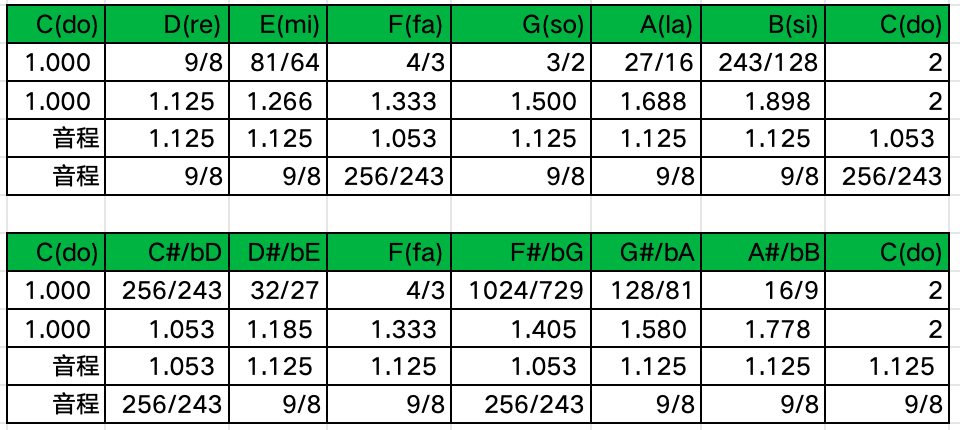 C(do) D(re) E(mi) F(fa) G(so) A(la) B(si) C(do)
1.000 9/8 81/64 4/3 3/2 27/16 243/128 2
1.000 1.125 1.266 1.333 1.500 1.688 1.898 2
音程 1.125 1.125 1.053 1.125 1.125 1.125 1.053
音程 9/8 9/8 256/243 9/8 9/8 9/8 256/243
C(do) C#/bD D#/bE F(fa) F#/bG G#/bA A#/bB C(do)
1.000 256/243 32/27 4/3 1024/729 128/81 16/9 2
1.000 1.053 1.185 1.333 1.405 1.580 1.778 2
音程 1.053 1.125 1.125 1.053 1.125 1.125 1.125
音程 256/243 9/8 9/8 256/243 9/8 9/8 9/8